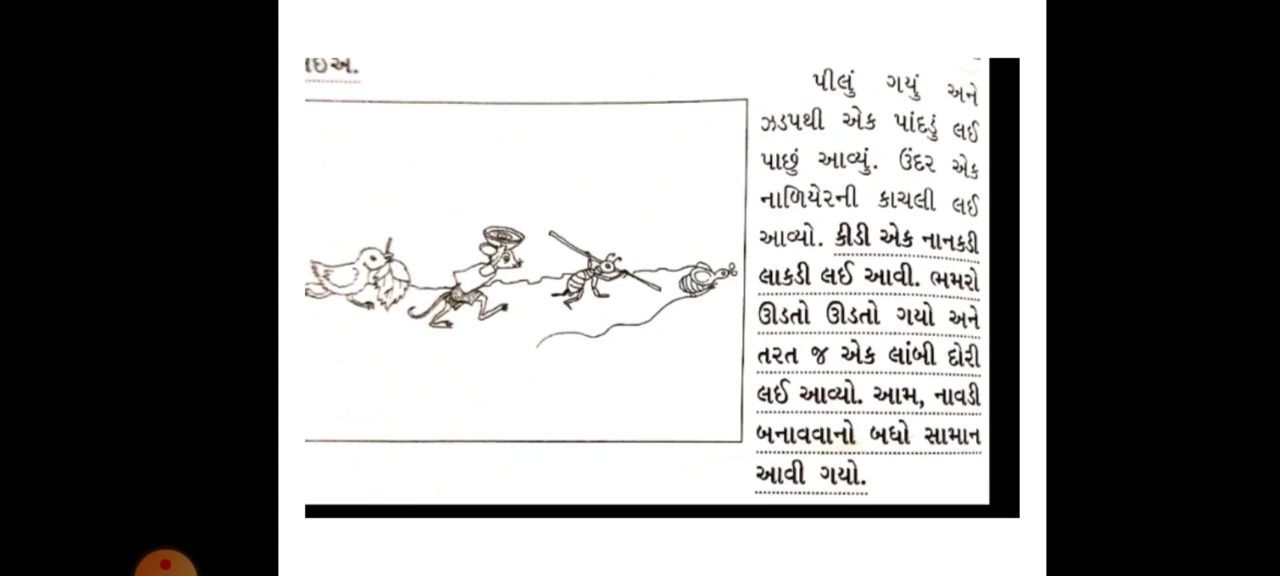 પીલું ગયું અને
ઝડપથી એક પાંદડું લઈ
પાછું આવ્યું. ઉંદર એક
નાળિયેરની કાચલી લઈ
આવ્યો. કીડી એક નાનકડી
લાકડી લઈ આવી. ભમરો
ઊડતો ઊડતો ગયો અને
તરત જ એક લાંબી દોરી
લઈ આવ્યો. આમ, નાવડી
બનાવવાનો બધો સામાન
આવી ગયો.